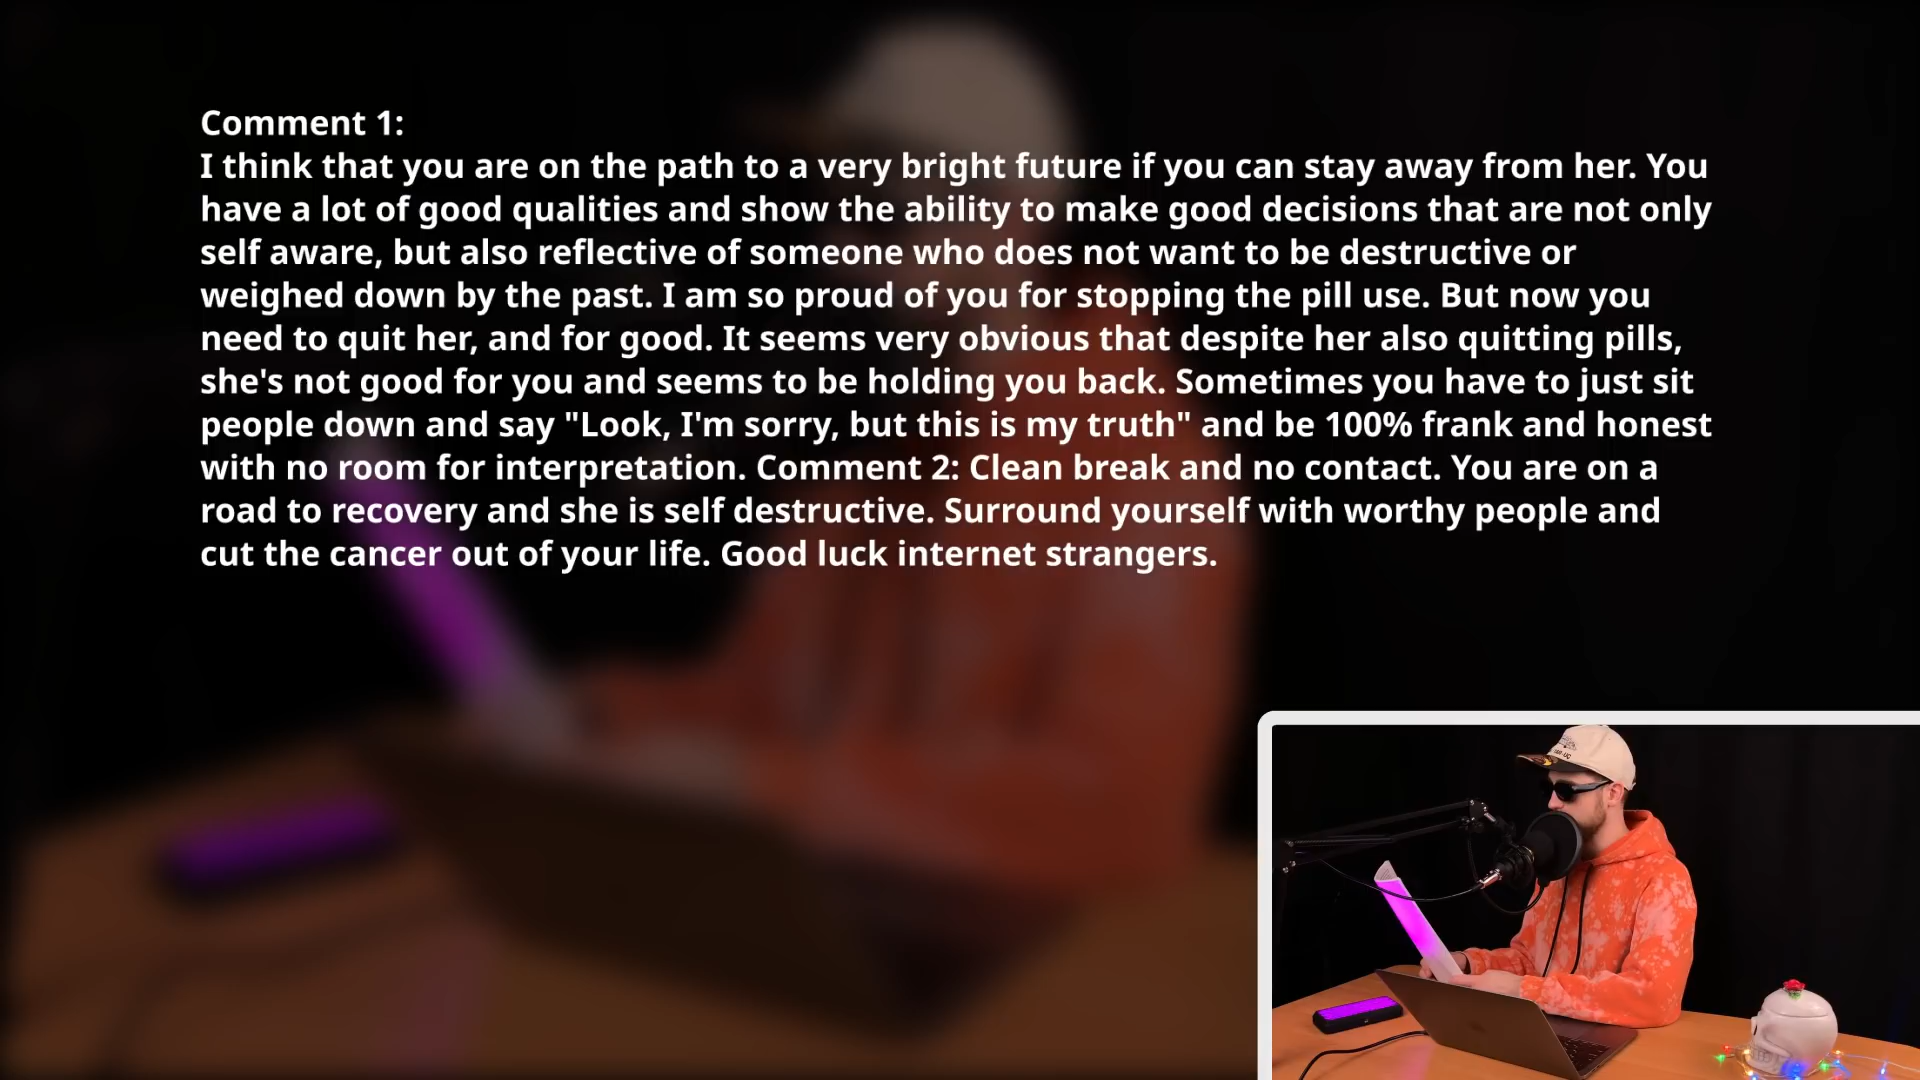 Comment 1:
I think that you are on the path to a very bright future if you can stay away from her. You
have a lot of good qualities and show the ability to make good decisions that are not only
self aware, but also reflective of someone who does not want to be destructive or
weighed down by the past. I am so proud of you for stopping the pill use. But now you
need to quit her, and for good. It seems very obvious that despite her also quitting pills,
she's not good for you and seems to be holding you back. Sometimes you have to just sit
people down and say "Look, I'm sorry, but this is my truth" and be 100% frank and honest
with no room for interpretation. Comment 2: Clean break and no contact. You are on a
road to recovery and she is self destructive. Surround yourself with worthy people and
cut the cancer out of your life. Good luck internet strangers.